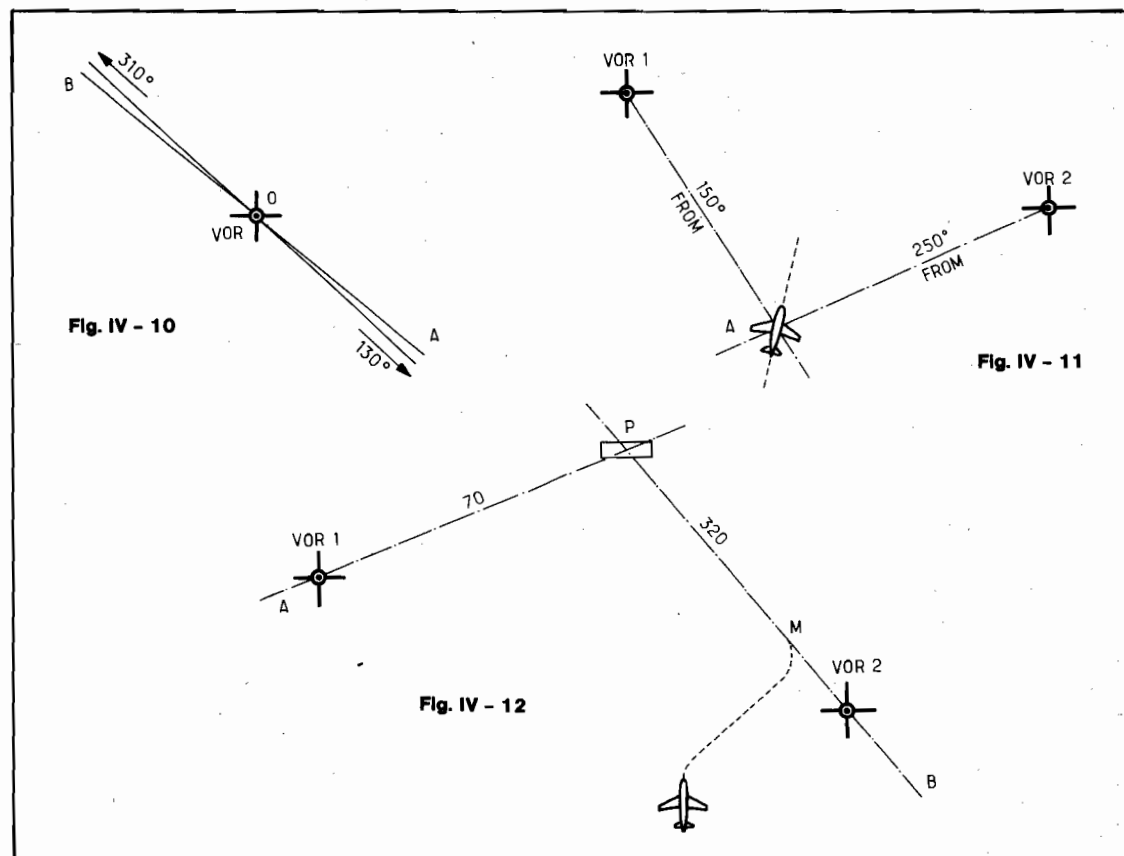 310°
B
O
VOR
A
130°
Fig. IV - 10
VOR 1
VOR 2
150°
FROM
250°
FROM
A
Fig. IV - 11
P
70
320
VOR 1
A
M
VOR 2
B
Fig. IV - 12